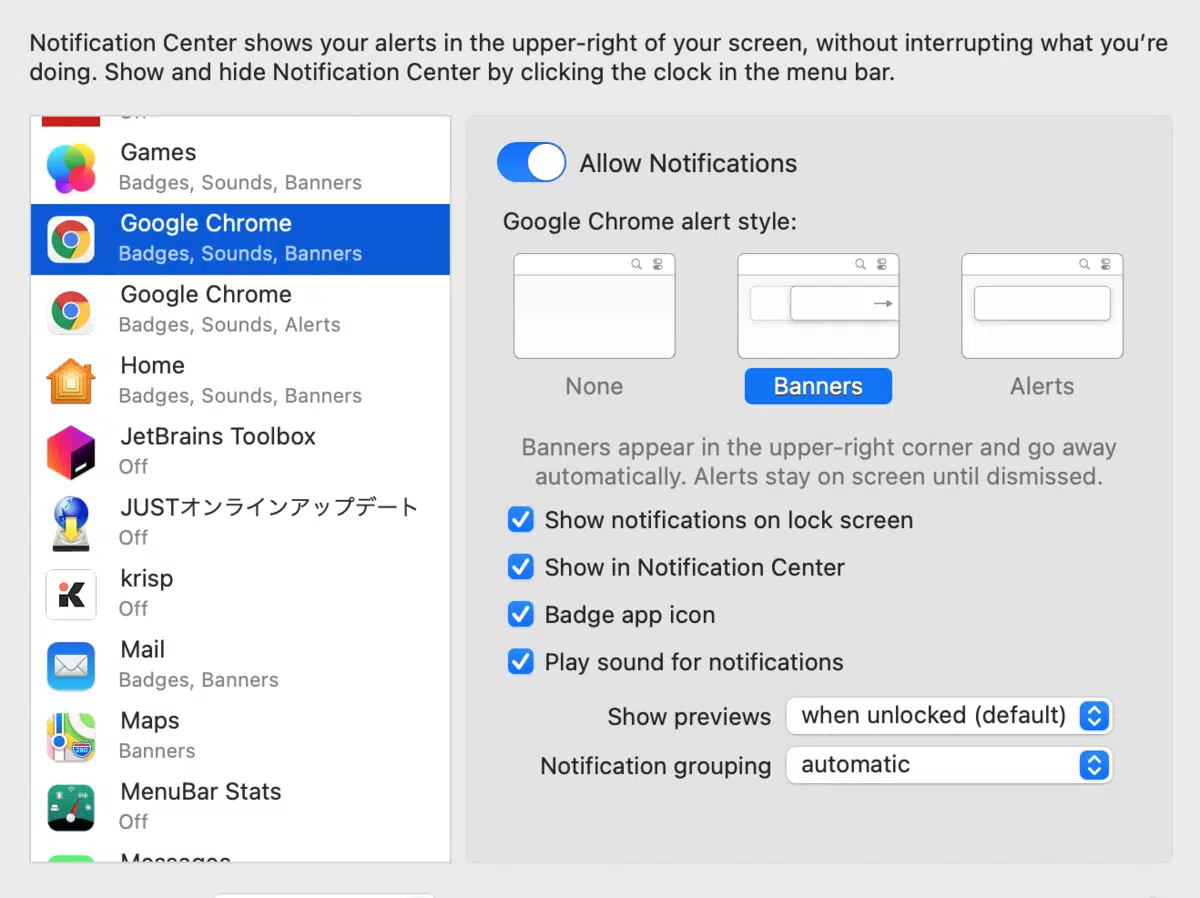 Notification Center shows your alerts in the upper-right of your screen, without interrupting what you're
doing. Show and hide Notification Center by clicking the clock in the menu bar.
Games
Badges, Sounds, Banners
Google Chrome
Badges, Sounds, Banners
Google Chrome
Badges, Sounds, Alerts
Home
Badges, Sounds, Banners
JetBrains Toolbox
Off
JUSTオンラインアップデート
Off
krisp
Off
Mail
Badges, Banners
Maps
Banners
280
MenuBar Stats
Off
Allow Notifications
Google Chrome alert style:
None
Banners
Alerts
Banners appear in the upper-right corner and go away
automatically. Alerts stay on screen until dismissed.
Show notifications on lock screen
Show in Notification Center
Badge app icon
Play sound for notifications
Show previews
when unlocked (default)
Notification grouping
automatic